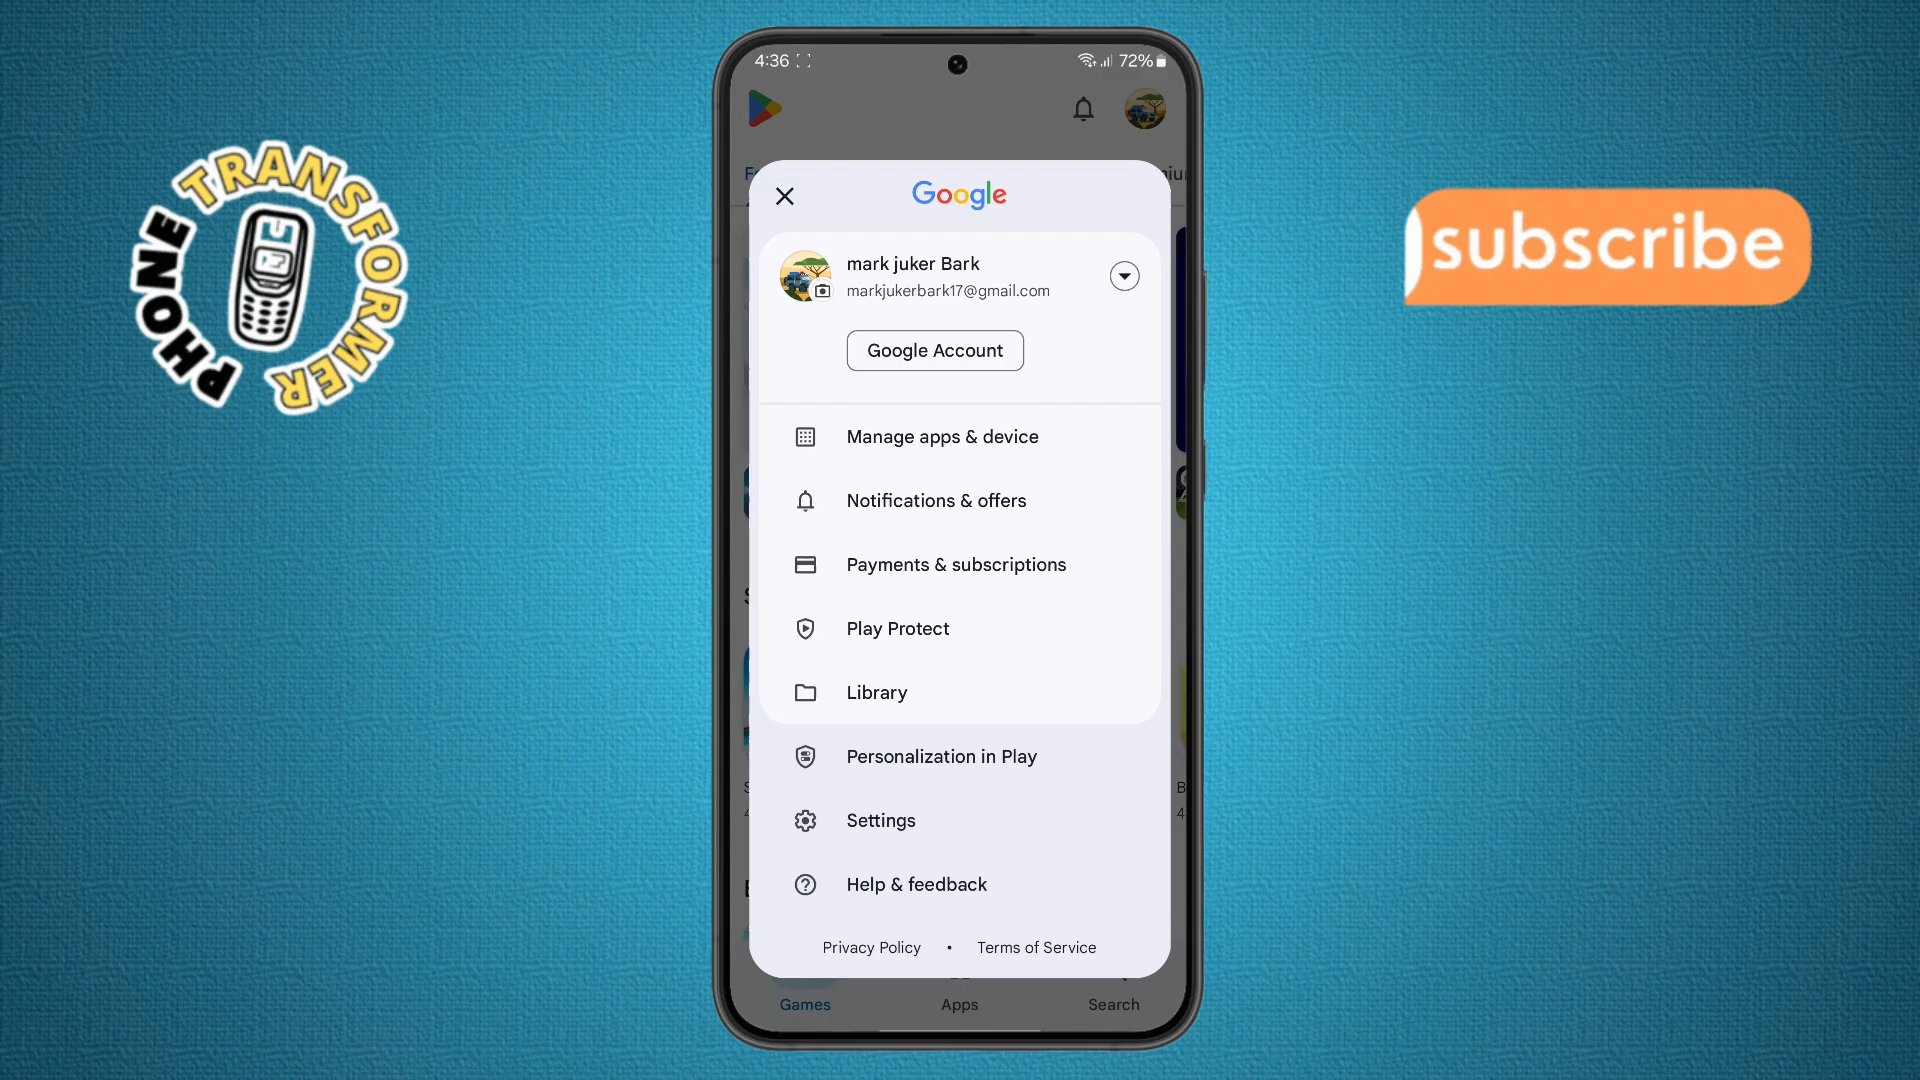 PHONE TRANSFORMER
subscribe
4:36
72%
Google
mark juker Bark
markjukerbark17@gmail.com
Google Account
Manage apps & device
Notifications & offers
Payments & subscriptions
Play Protect
Library
Personalization in Play
Settings
Help & feedback
Privacy Policy • Terms of Service
Games
Apps
Search